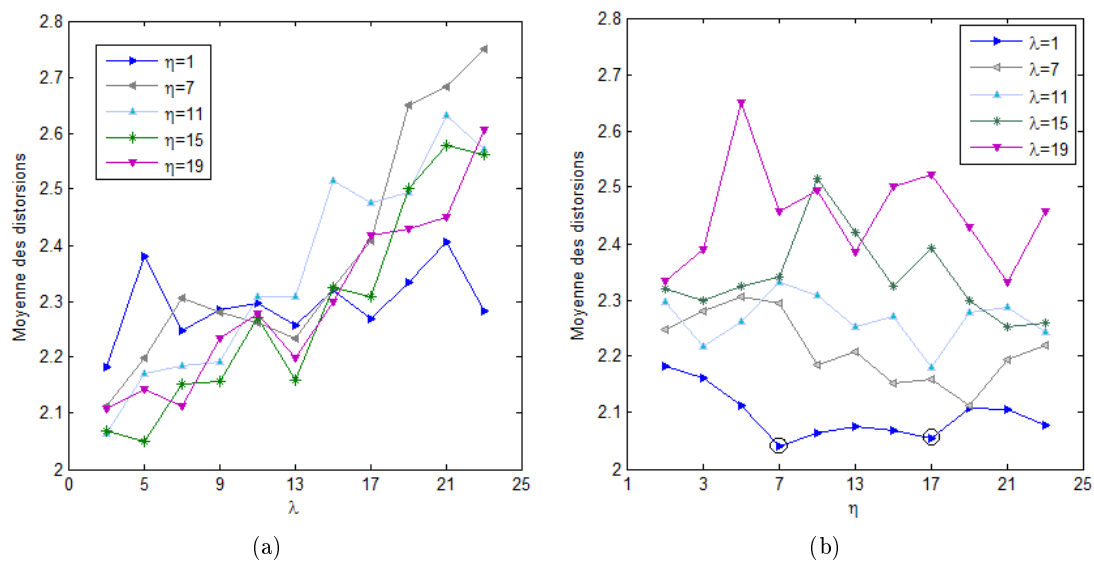 2.8
2.7
2.6
2.5
2.4
2.3
2.2
2.1
2
Moyenne des distorsions
η=1
η=7
η=11
η=15
η=19
0 5 9 13 17 21 25
λ
(a)
2.8
2.7
2.6
2.5
2.4
2.3
2.2
2.1
2
Moyenne des distorsions
λ=1
λ=7
λ=11
λ=15
λ=19
1 3 7 13 17 21 25
η
(b)